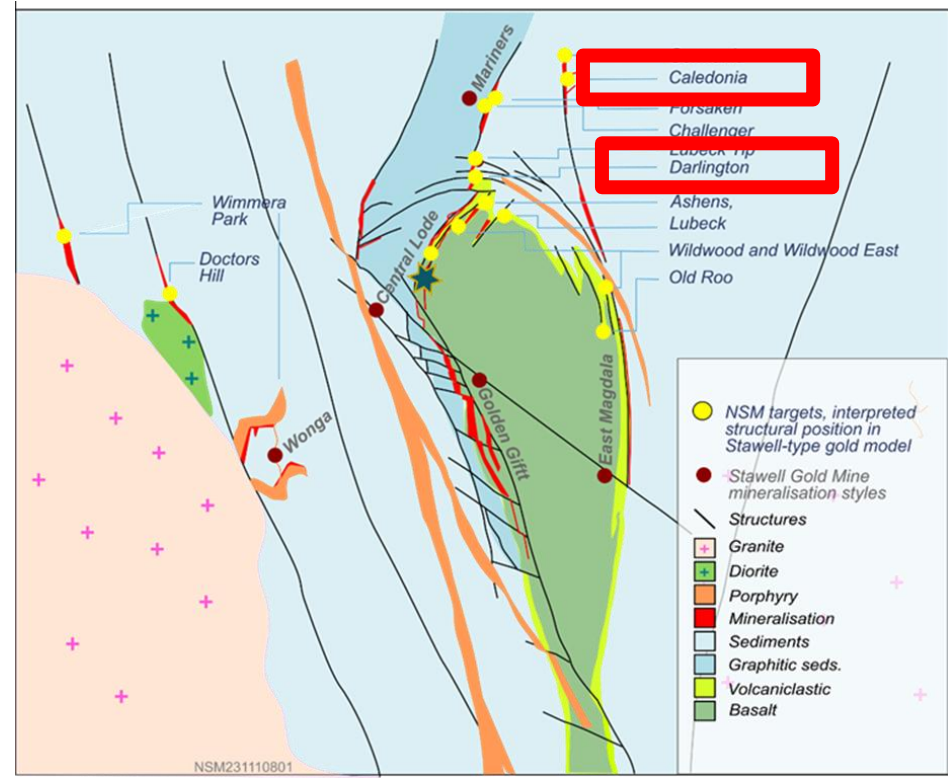 Mariners
Caledonia
Forsaken
Challenger
Lubeck Tip
Darlington
Ashens,
Lubeck
Wildwood and Wildwood East
Old Roo
Wimmera
Park
Doctors
Hill
Central Lode
Wonga
Golden Giftt
East Magdala
NSM targets, interpreted
structural position in
Stawell-type gold model
Stawell Gold Mine
mineralisation styles
Structures
Granite
Diorite
Porphyry
Mineralisation
Sediments
Graphitic seds.
Volcaniclastic
Basalt
NSM231110801